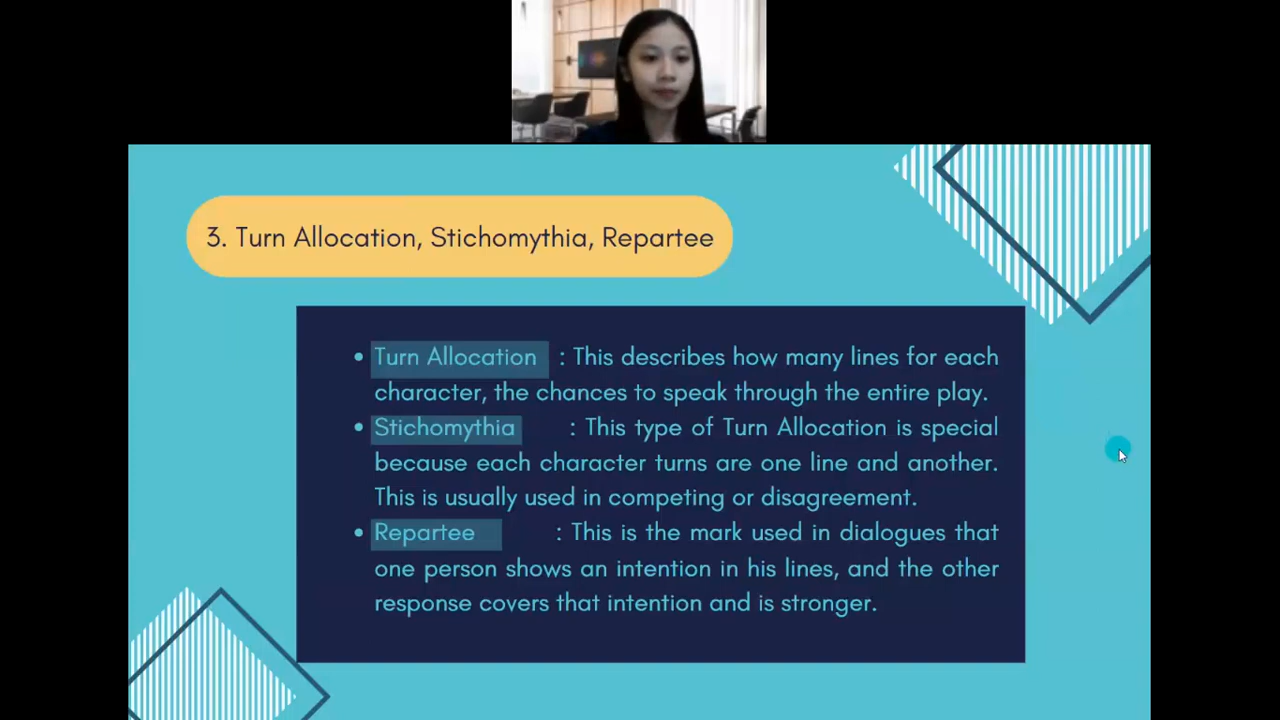 3. Turn Allocation, Stichomythia, Repartee
• Turn Allocation : This describes how many lines for each
character, the chances to speak through the entire play.
• Stichomythia : This type of Turn Allocation is special
because each character turns are one line and another.
This is usually used in competing or disagreement.
• Repartee : This is the mark used in dialogues that
one person shows an intention in his lines, and the other
response covers that intention and is stronger.